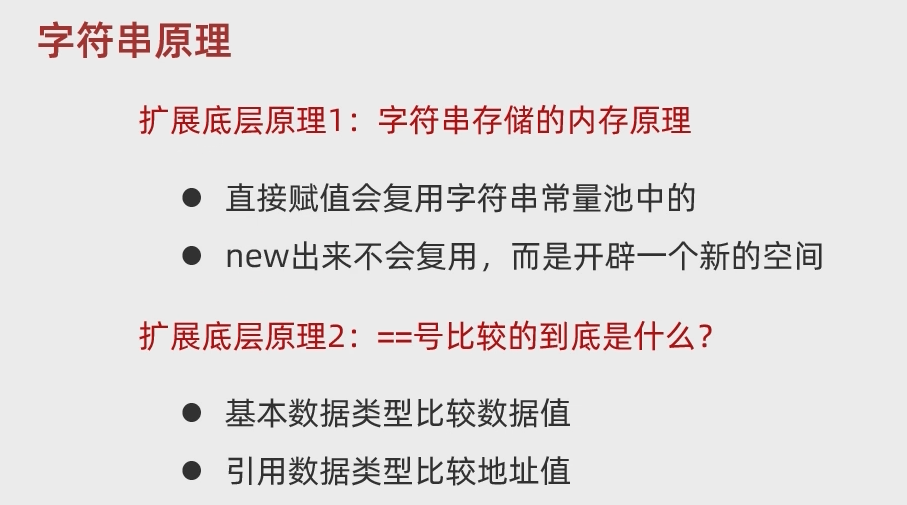 字符串原理
扩展底层原理1：字符串存储的内存原理
● 直接赋值会复用字符串常量池中的
● new出来不会复用，而是开辟一个新的空间
扩展底层原理2：==号比较的到底是什么？
● 基本数据类型比较数据值
● 引用数据类型比较地址值